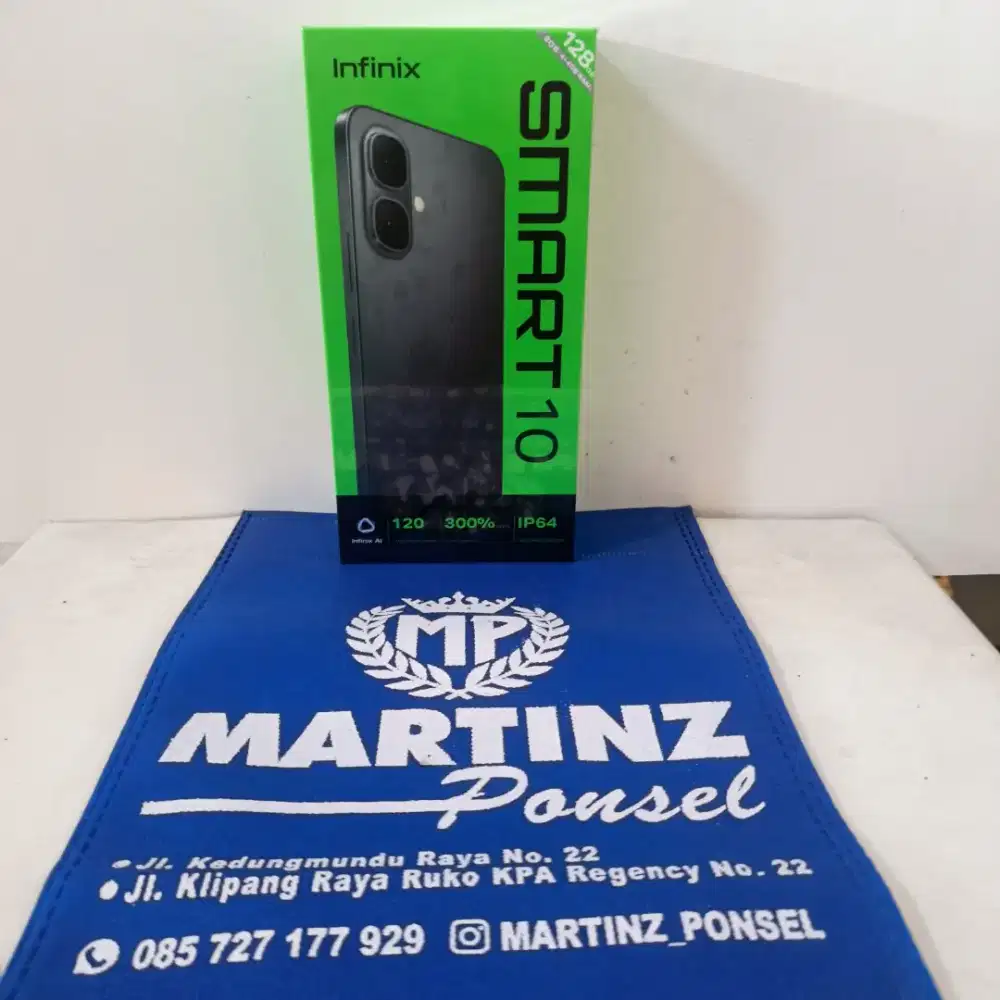 Infinix
128
SMART 10
Infinix AI
120
300%
IP64
MP
MARTINZ
Ponsel
Jl. Kedungmundu Raya No. 22
Jl. Klipang Raya Ruko KPA Regency No. 22
085 727 177 929
MARTINZ_PONSEL